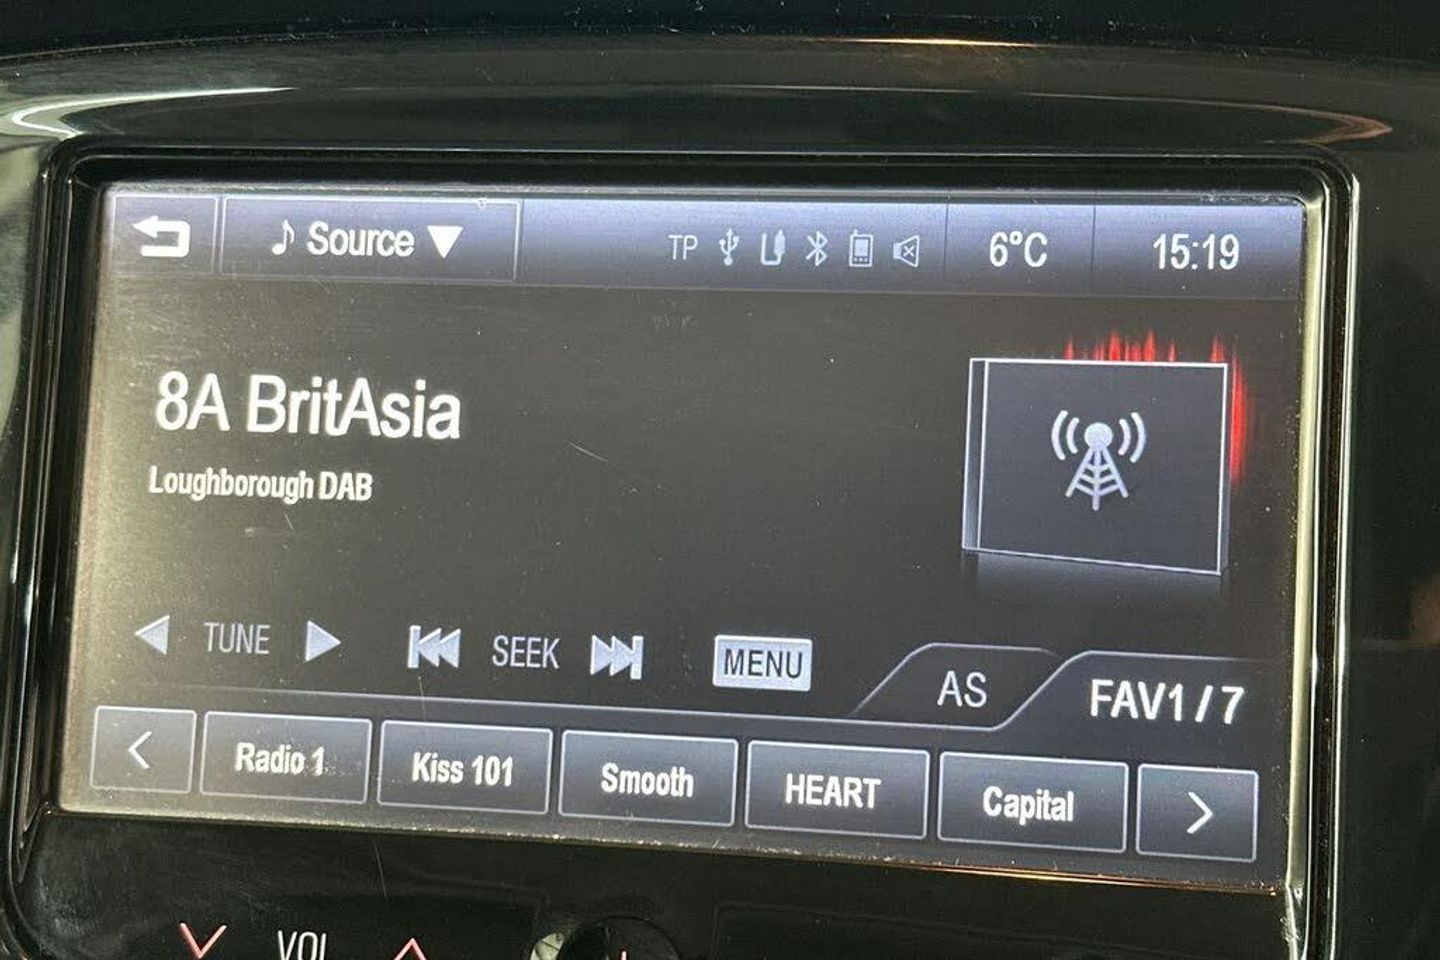 Source
TP
6°C
15:19
8A BritAsia
Loughborough DAB
TUNE
SEEK
MENU
AS
FAV1/7
Radio 1
Kiss 101
Smooth
HEART
Capital
VOL